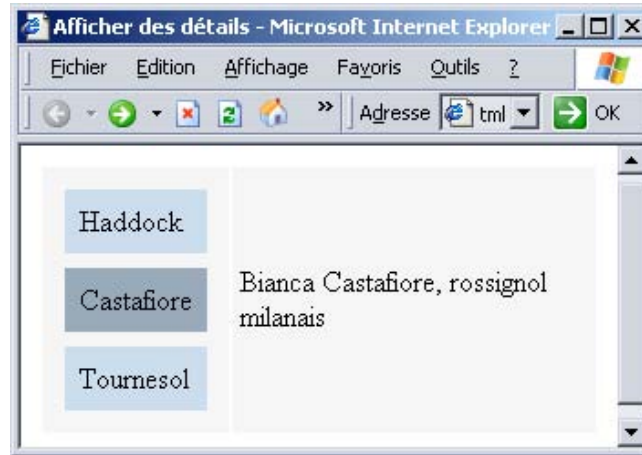 Afficher des détails - Microsoft Internet Explorer
Fichier Edition Affichage Favoris Outils ?
» Adresse tml OK
Haddock
Castafiore
Tournesol
Bianca Castafiore, rossignol
milanais